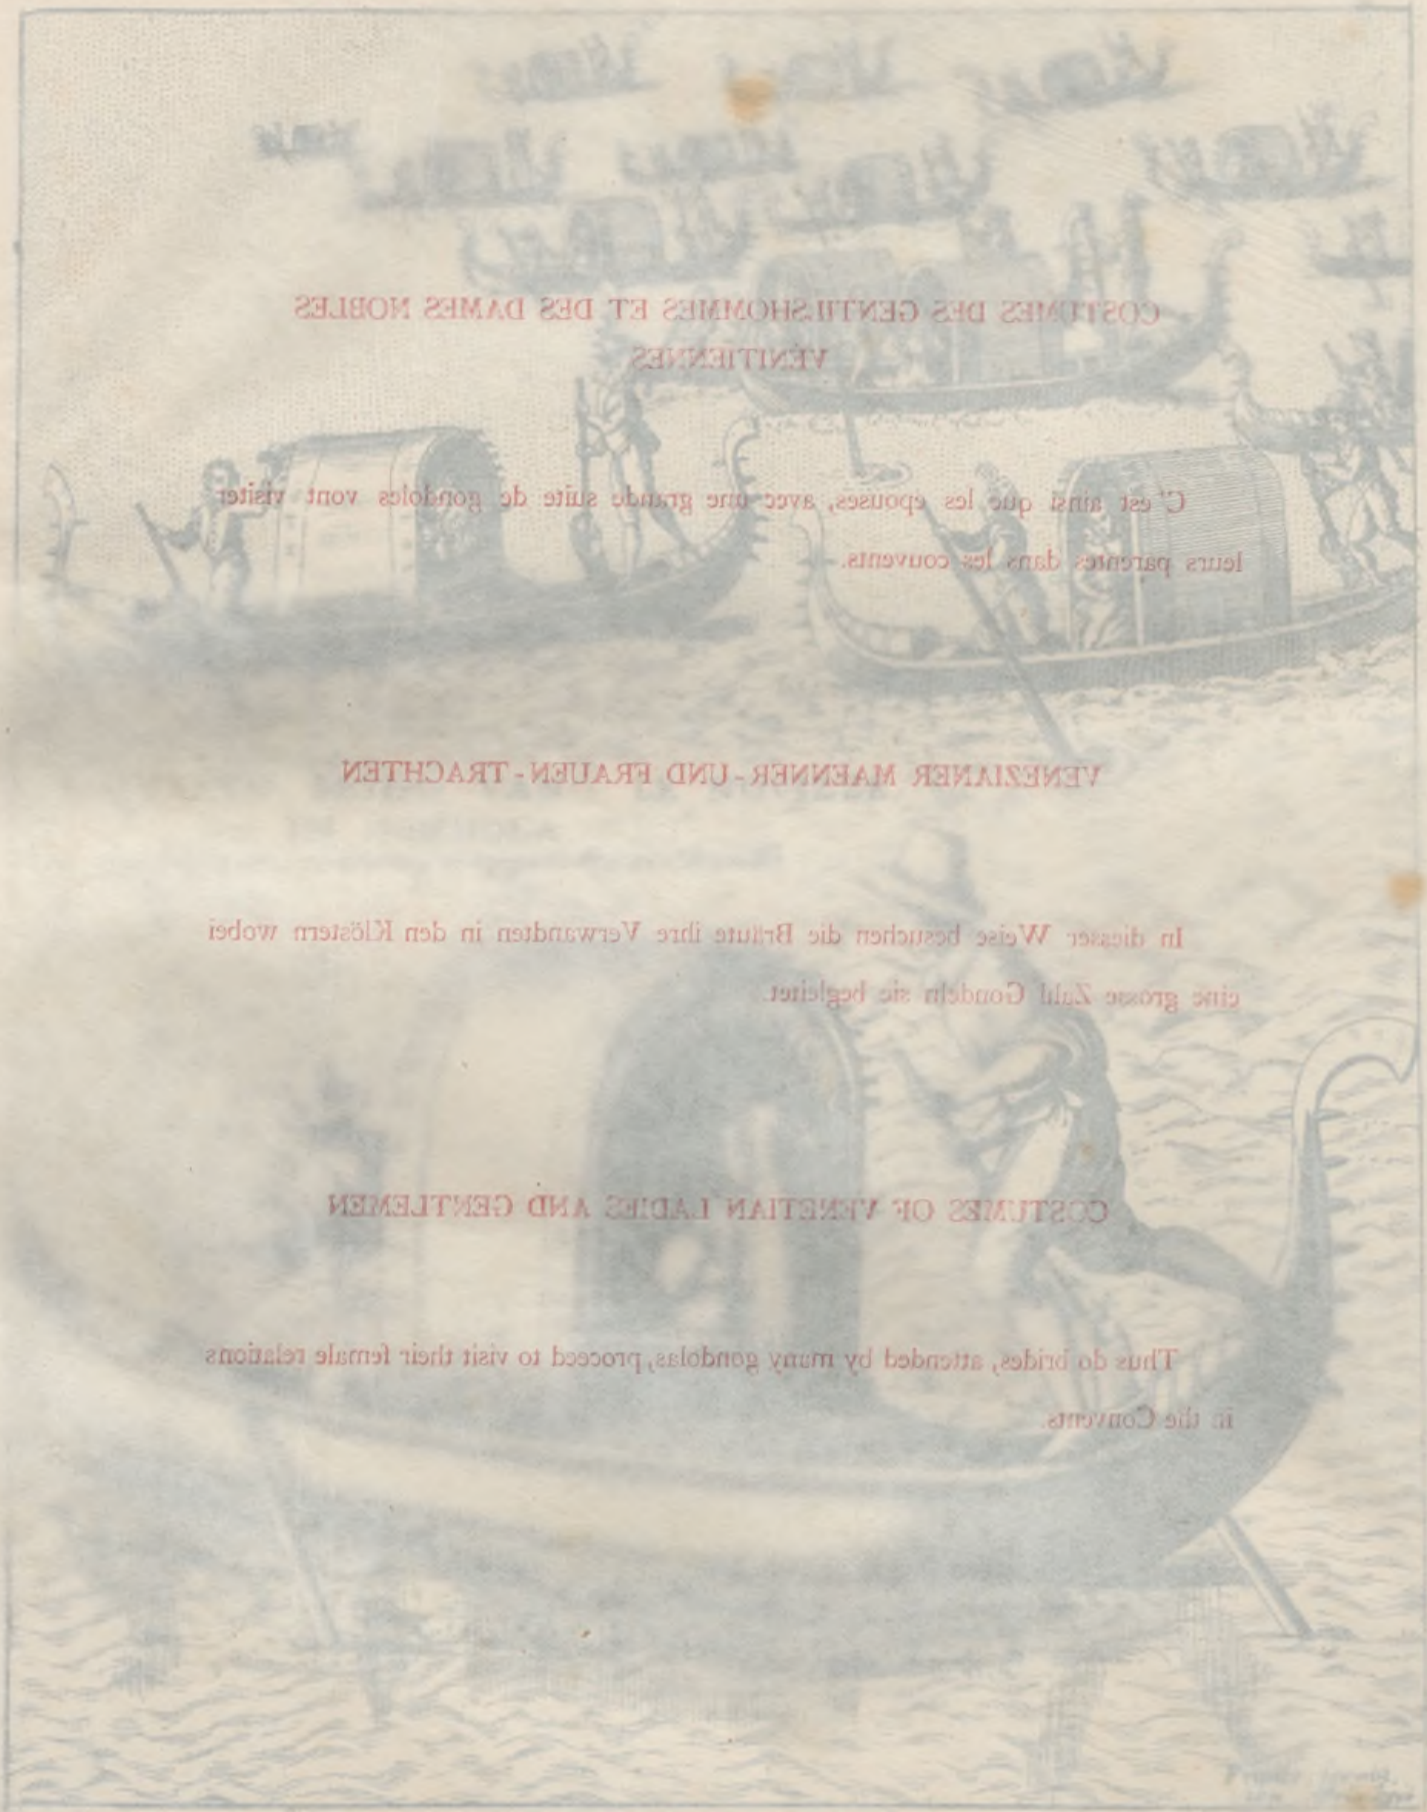 COSTUMES DES GENTILSHOMMES ET DES DAMES NOBLES
VÉNITIENNES
C'est ainsi que les épouses, avec une grande suite de gondoles vont visiter
leurs parentes dans les couvents.
VENEZIANER MAENNER-UND FRAUEN-TRACHTEN
In diesser Weise besuchen die Bräute ihre Verwandten in den Klöstern wobei
eine grosse Zahl Gondeln sie begleitet.
COSTUMES OF VENETIAN LADIES AND GENTLEMEN
Thus do brides, attended by many gondolas, proceed to visit their female relations
in the Convents.